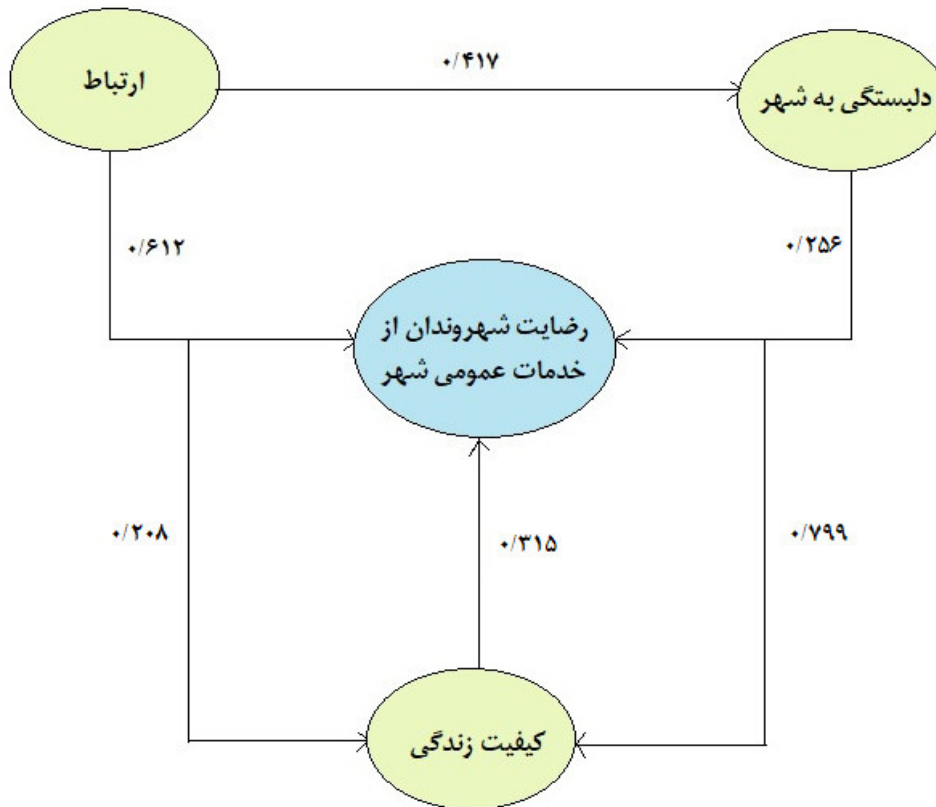 ۰/۴۱۷
ارتباط
دلبستگی به شهر
۰/۶۱۲
۰/۲۵۶
رضایت شهروندان از
خدمات عمومی شهر
۰/۲۰۸
۰/۳۱۵
۰/۷۹۹
کیفیت زندگی